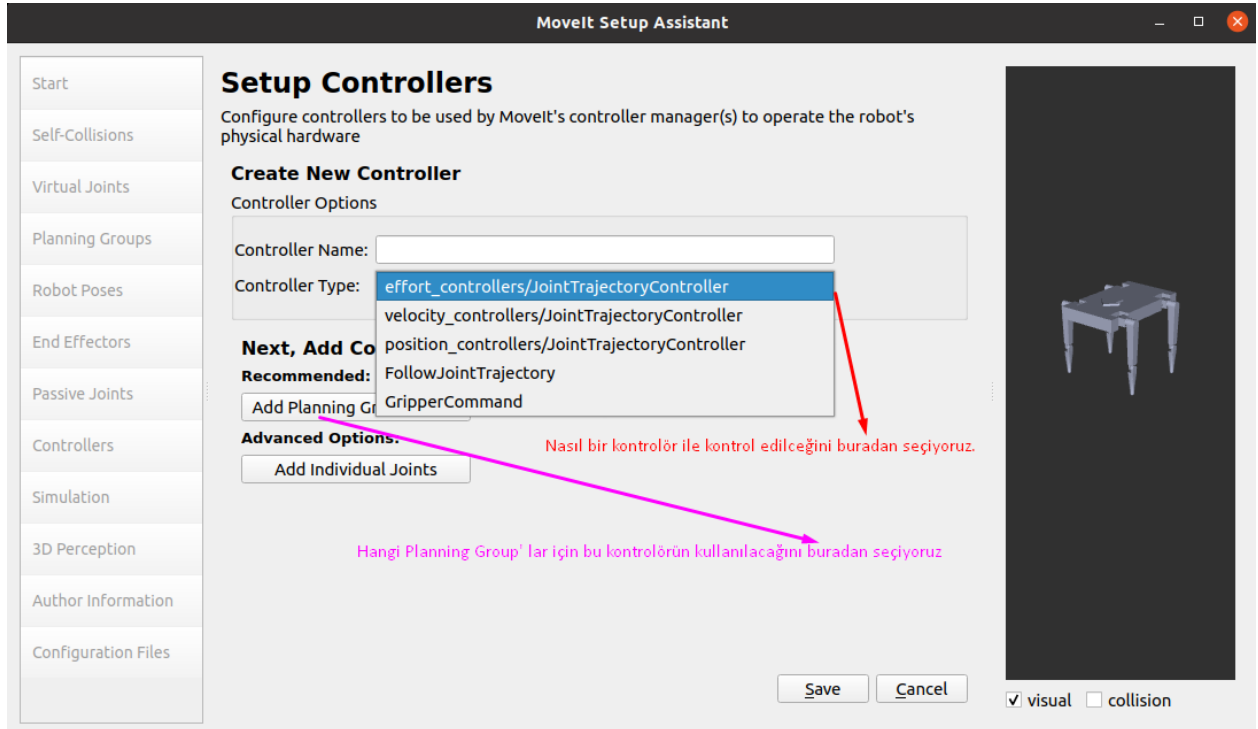 MoveIt Setup Assistant
Start
Self-Collisions
Virtual Joints
Planning Groups
Robot Poses
End Effectors
Passive Joints
Controllers
Simulation
3D Perception
Author Information
Configuration Files
Setup Controllers
Configure controllers to be used by MoveIt's controller manager(s) to operate the robot's
physical hardware
Create New Controller
Controller Options
Controller Name:
Controller Type:
effort_controllers/JointTrajectoryController
velocity_controllers/JointTrajectoryController
position_controllers/JointTrajectoryController
FollowJointTrajectory
GripperCommand
Next, Add Co
Recommended:
Add Planning Gr
Advanced Options:
Add Individual Joints
Nasıl bir kontrolör ile kontrol edilceğini buradan seçiyoruz.
Hangi Planning Group' lar için bu kontrolörün kullanılacağını buradan seçiyoruz
Save
Cancel
visual
collision